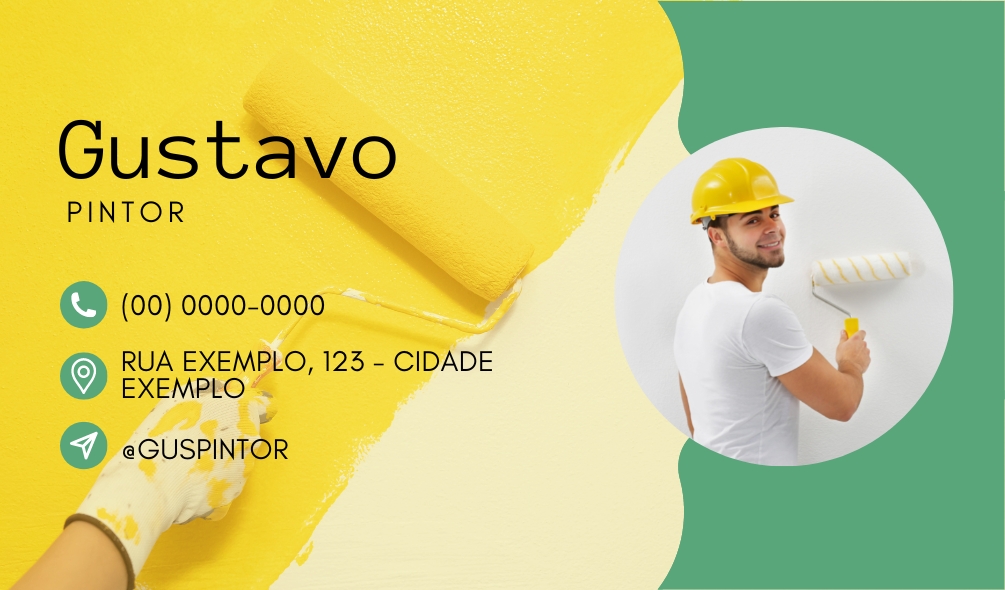 Gustavo
PINTOR
(00) 0000-0000
RUA EXEMPLO, 123 - CIDADE
EXEMPLO
@GUSPINTOR